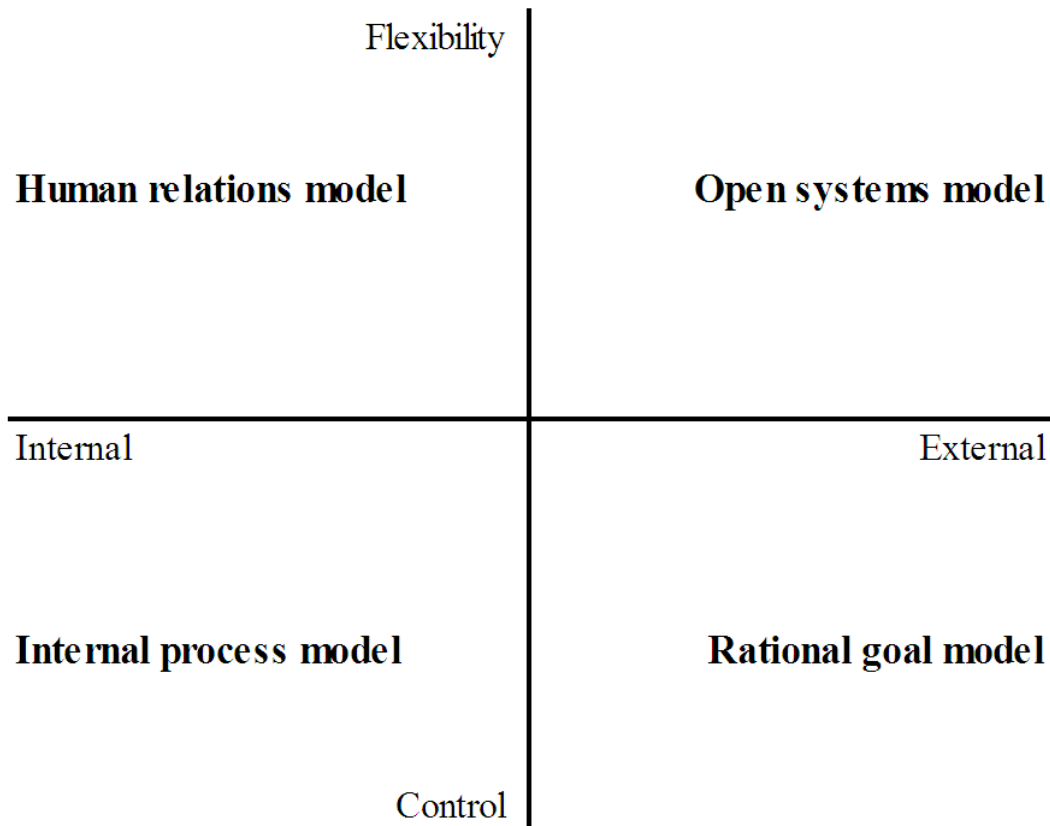 Flexibility
Human relations model
Open systems model
Internal
External
Internal process model
Rational goal model
Control